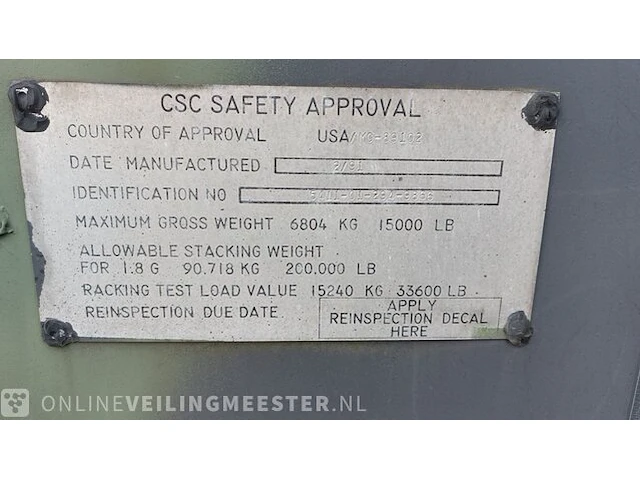 CSC SAFETY APPROVAL
COUNTRY OF APPROVAL USA
DATE MANUFACTURED 2/91
IDENTIFICATION NO
MAXIMUM GROSS WEIGHT 6804 KG 15000 LB
ALLOWABLE STACKING WEIGHT
FOR 1.8 G 90.718 KG 200.000 LB
RACKING TEST LOAD VALUE 15240 KG 33600 LB
REINSPECTION DUE DATE
APPLY
REINSPECTION DECAL
HERE
ONLINEVEILINGMEESTER.NL